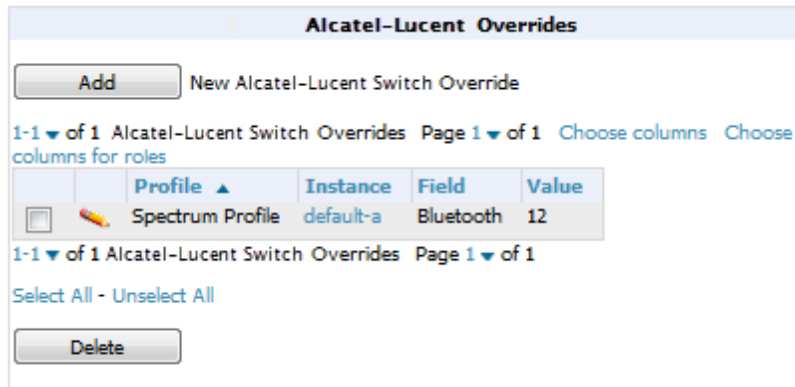 Alcatel-Lucent Overrides
Add New Alcatel-Lucent Switch Override
1-1 of 1 Alcatel-Lucent Switch Overrides Page 1 of 1 Choose columns Choose
columns for roles
Profile Instance Field Value
Spectrum Profile default-a Bluetooth 12
1-1 of 1 Alcatel-Lucent Switch Overrides Page 1 of 1
Select All - Unselect All
Delete